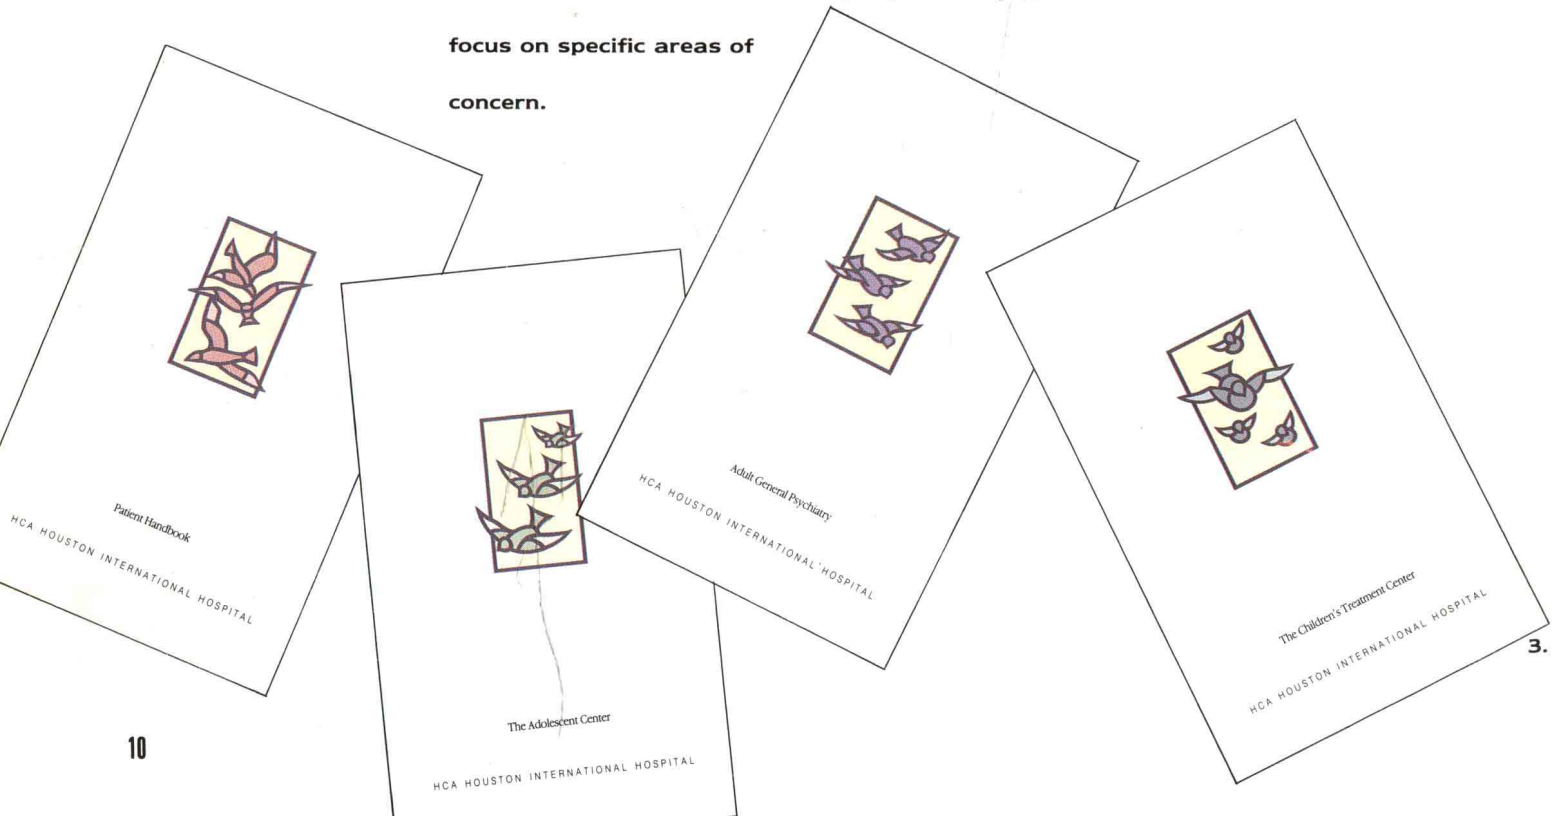 focus on specific areas of
concern.
Patient Handbook
HCA HOUSTON INTERNATIONAL HOSPITAL
The Adolescent Center
HCA HOUSTON INTERNATIONAL HOSPITAL
Adult General Psychiatry
HCA HOUSTON INTERNATIONAL HOSPITAL
The Children's Treatment Center
HCA HOUSTON INTERNATIONAL HOSPITAL
3.
10